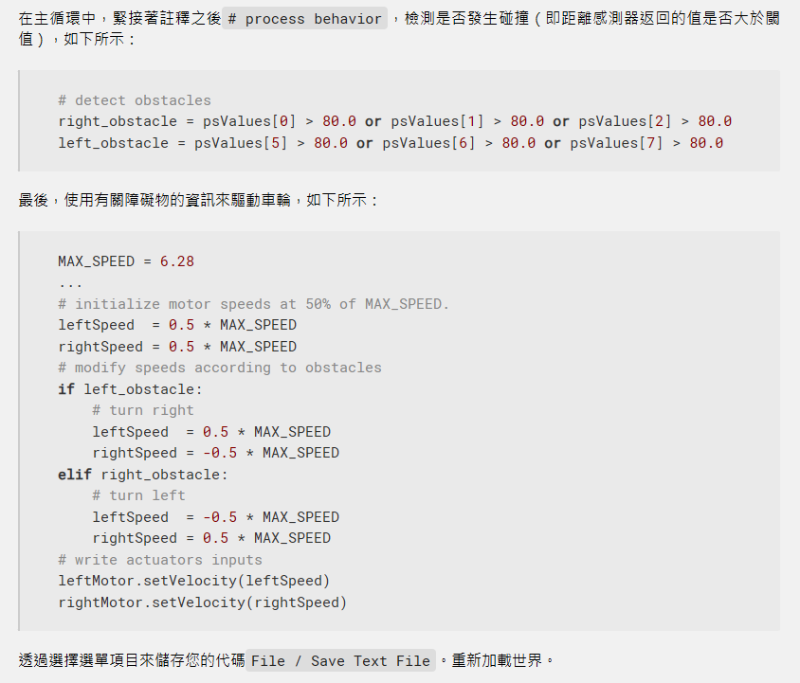 在主循環中，緊接著註釋之後 # process behavior ，檢測是否發生碰撞（即距離感測器返回的值是否大於閾
值），如下所示：
# detect obstacles
right_obstacle = psValues[0] > 80.0 or psValues[1] > 80.0 or psValues[2] > 80.0
left_obstacle = psValues[5] > 80.0 or psValues[6] > 80.0 or psValues[7] > 80.0
最後，使用有關障礙物的資訊來驅動車輪，如下所示：
MAX_SPEED = 6.28
...
# initialize motor speeds at 50% of MAX_SPEED.
leftSpeed  = 0.5 * MAX_SPEED
rightSpeed = 0.5 * MAX_SPEED
# modify speeds according to obstacles
if left_obstacle:
    # turn right
    leftSpeed  = 0.5 * MAX_SPEED
    rightSpeed = -0.5 * MAX_SPEED
elif right_obstacle:
    # turn left
    leftSpeed  = -0.5 * MAX_SPEED
    rightSpeed = 0.5 * MAX_SPEED
# write actuators inputs
leftMotor.setVelocity(leftSpeed)
rightMotor.setVelocity(rightSpeed)
透過選擇選單項目來儲存您的代碼 File / Save Text File 。重新加載世界。